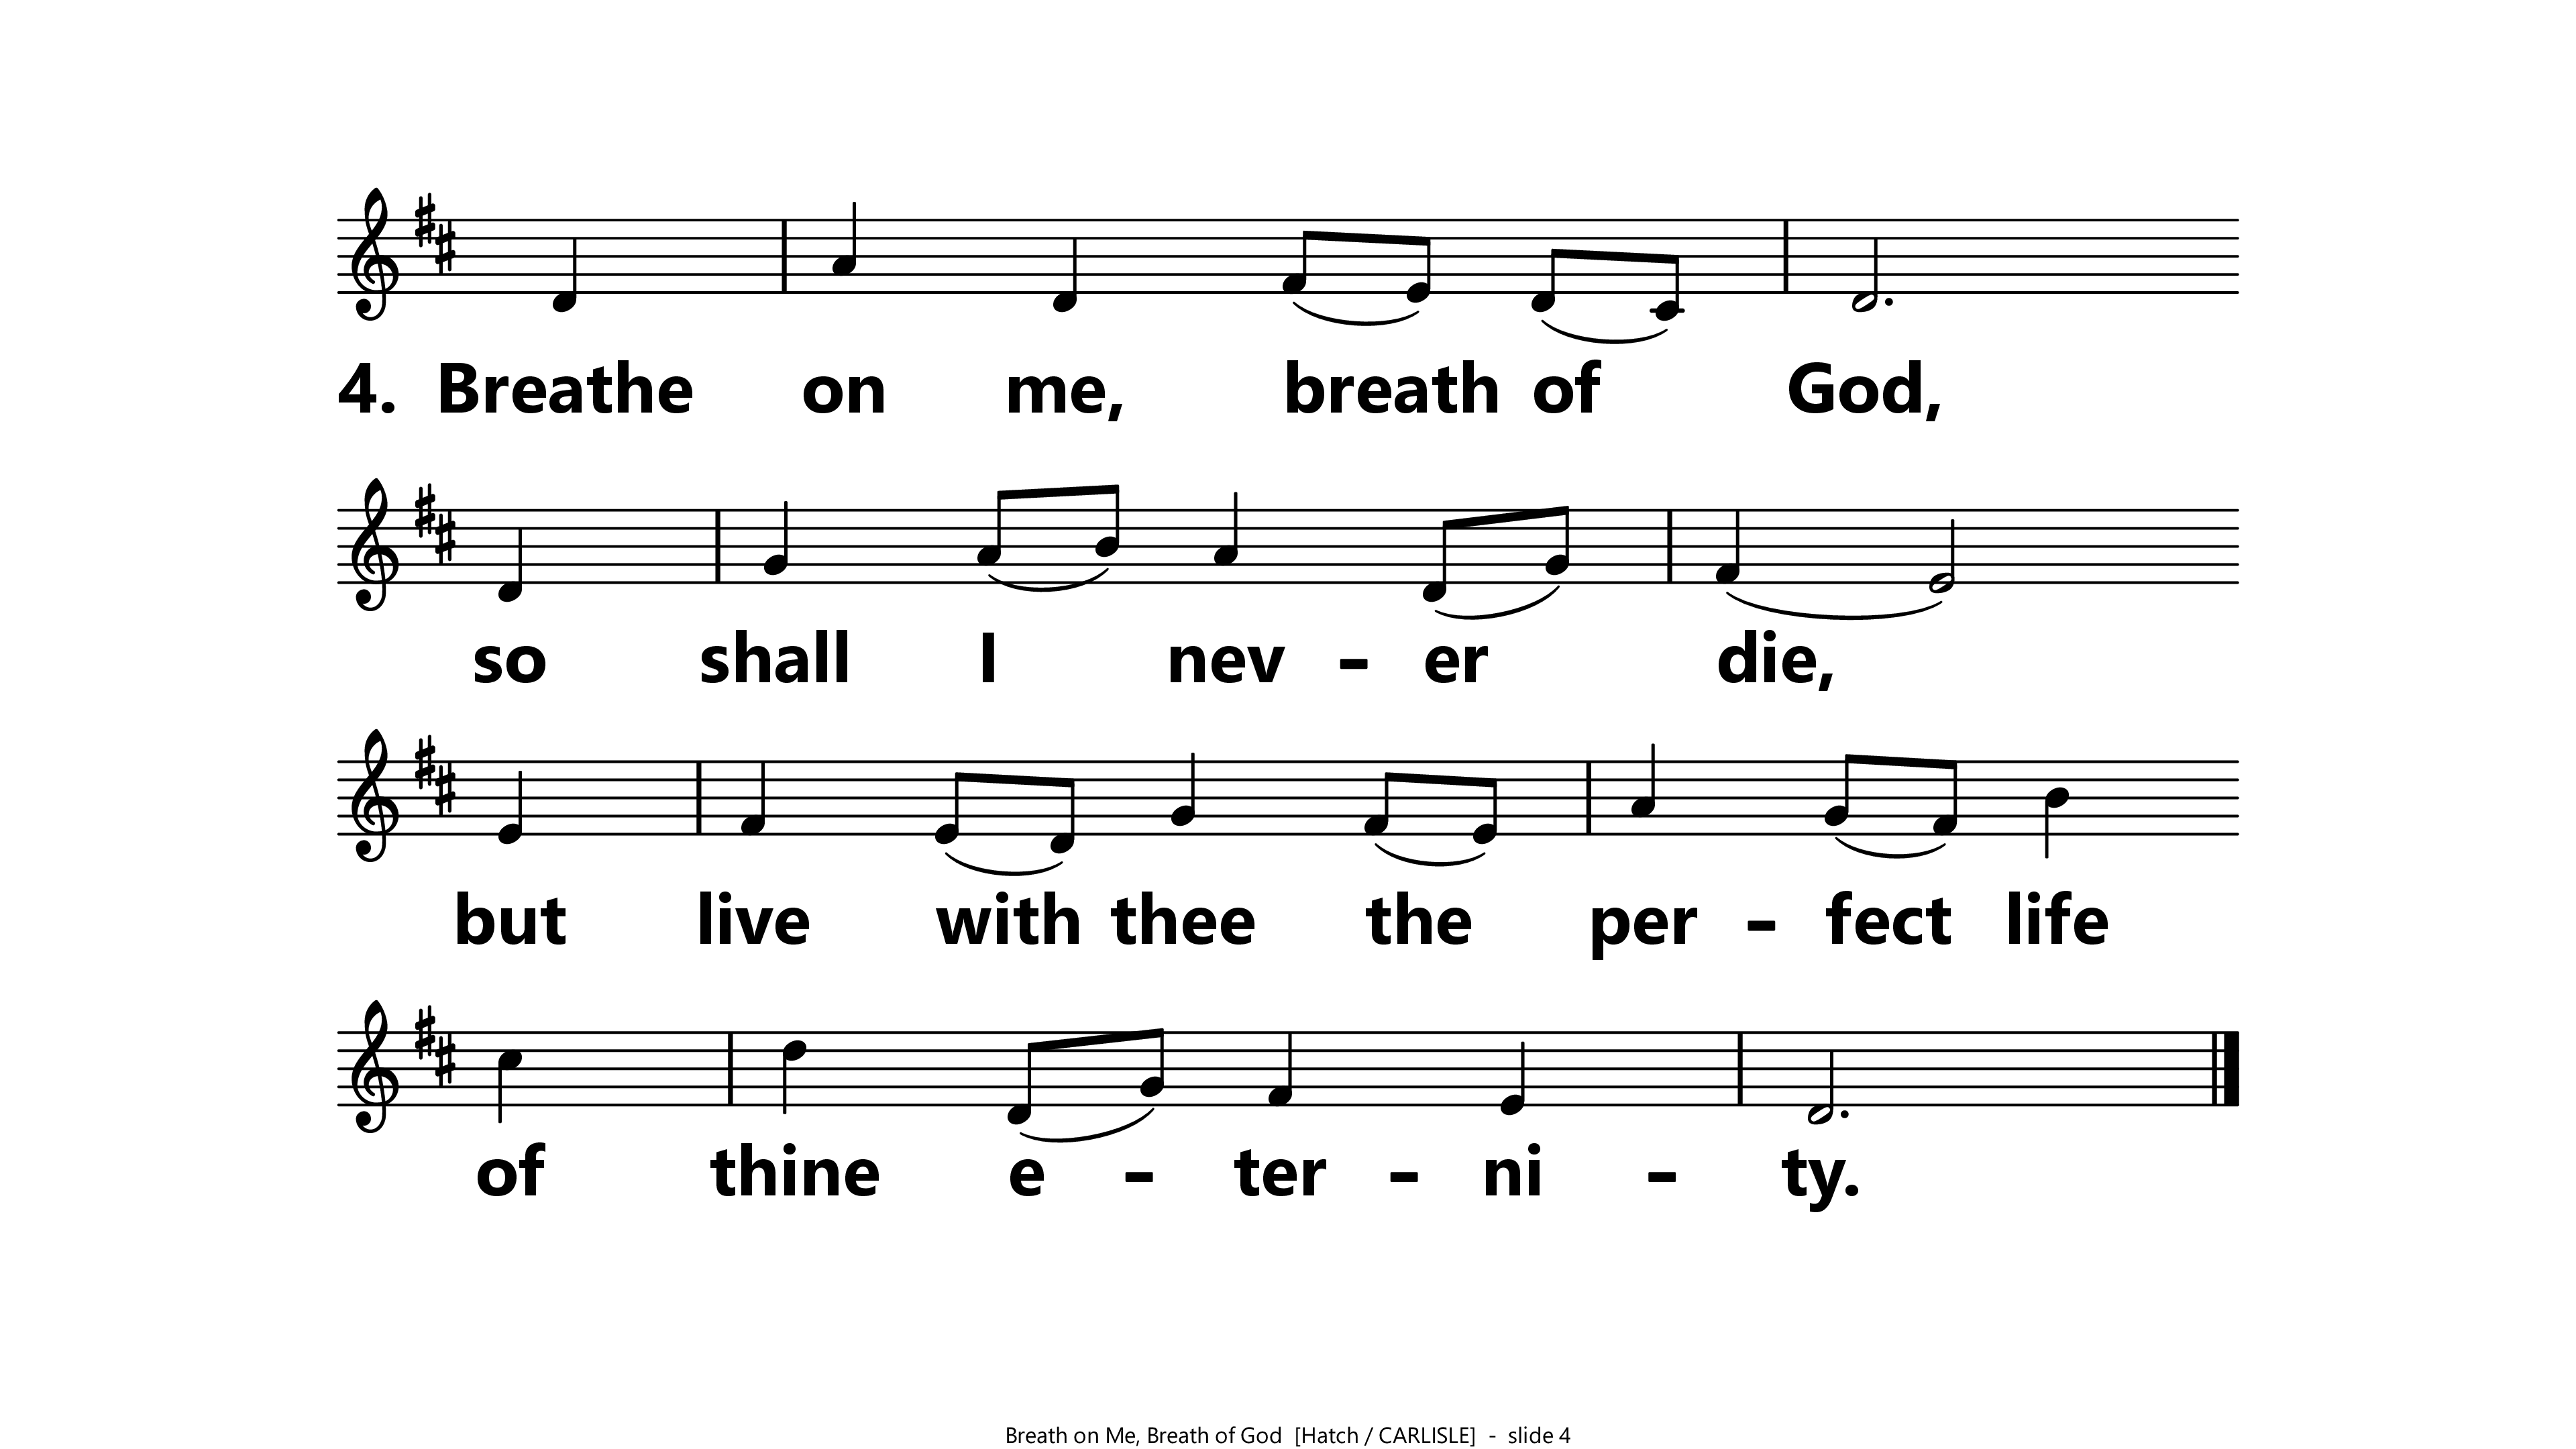 4. Breathe on me, breath of God,
so shall I nev - er die,
but live with thee the per - fect life
of thine e - ter - ni - ty.
Breath on Me, Breath of God [Hatch / CARLISLE] - slide 4